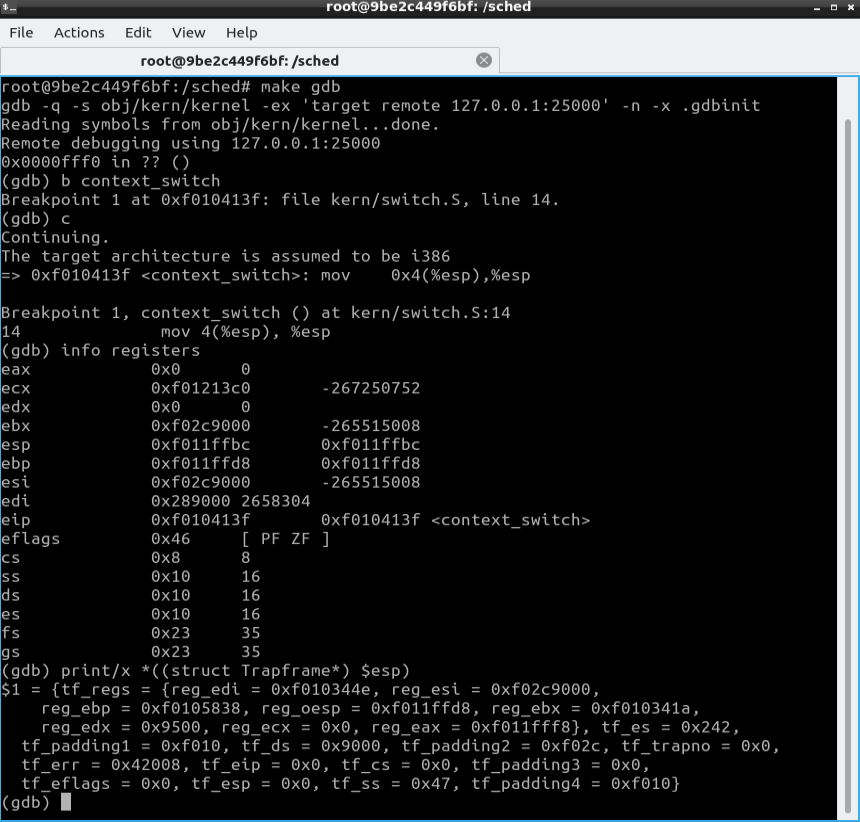 root@9be2c449f6bf: /sched
File Actions Edit View Help
root@9be2c449f6bf: /sched
root@9be2c449f6bf:/sched# make gdb
gdb -q -s obj/kern/kernel -ex 'target remote 127.0.0.1:25000' -n -x .gdbinit
Reading symbols from obj/kern/kernel...done.
Remote debugging using 127.0.0.1:25000
0x0000fff0 in ?? ()
(gdb) b context_switch
Breakpoint 1 at 0xf010413f: file kern/switch.S, line 14.
(gdb) c
Continuing.
The target architecture is assumed to be i386
=> 0xf010413f <context_switch>: mov    0x4(%esp),%esp

Breakpoint 1, context_switch () at kern/switch.S:14
14              mov 4(%esp), %esp
(gdb) info registers
eax            0x0      0
ecx            0xf01213c0       -267250752
edx            0x0      0
ebx            0xf02c9000       -265515008
esp            0xf011ffbc       0xf011ffbc
ebp            0xf011ffd8       0xf011ffd8
esi            0xf02c9000       -265515008
edi            0x289000 2658304
eip            0xf010413f       0xf010413f <context_switch>
eflags         0x46     [ PF ZF ]
cs             0x8      8
ss             0x10     16
ds             0x10     16
es             0x10     16
fs             0x23     35
gs             0x23     35
(gdb) print/x *((struct Trapframe*) $esp)
$1 = {tf_regs = {reg_edi = 0xf010344e, reg_esi = 0xf02c9000,
    reg_ebp = 0xf0105838, reg_oesp = 0xf011ffd8, reg_ebx = 0xf010341a,
    reg_edx = 0x9500, reg_ecx = 0x0, reg_eax = 0xf011fff8}, tf_es = 0x242,
  tf_padding1 = 0xf010, tf_ds = 0x9000, tf_padding2 = 0xf02c, tf_trapno = 0x0,
  tf_err = 0x42008, tf_eip = 0x0, tf_cs = 0x0, tf_padding3 = 0x0,
  tf_eflags = 0x0, tf_esp = 0x0, tf_ss = 0x47, tf_padding4 = 0xf010}
(gdb)